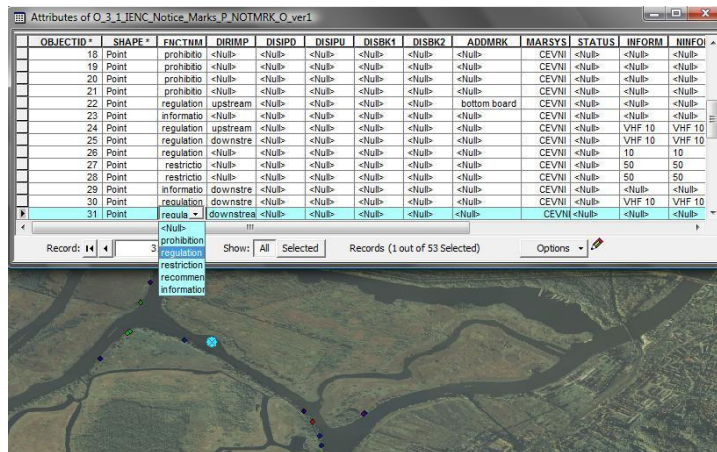 Attributes of O_3_1_IENC_Notice_Marks_P_NOTMRK_O_ver1
OBJECTID * SHAPE * FNCTNM DIRIMP DISIPD DISIPU DISBK1 DISBK2 ADDMRK MARSYS STATUS INFORM NINFO
18 Point prohibitio <Null> <Null> <Null> <Null> <Null> <Null> CEVNI <Null> <Null> <Null>
19 Point prohibitio <Null> <Null> <Null> <Null> <Null> <Null> CEVNI <Null> <Null> <Null>
20 Point prohibitio <Null> <Null> <Null> <Null> <Null> <Null> CEVNI <Null> <Null> <Null>
21 Point prohibitio <Null> <Null> <Null> <Null> <Null> <Null> CEVNI <Null> <Null> <Null>
22 Point regulation upstream <Null> <Null> <Null> <Null> bottom board CEVNI <Null> <Null> <Null>
23 Point informatio <Null> <Null> <Null> <Null> <Null> <Null> CEVNI <Null> <Null> <Null>
24 Point regulation upstream <Null> <Null> <Null> <Null> <Null> CEVNI <Null> VHF 10 VHF 10
25 Point regulation downstre <Null> <Null> <Null> <Null> <Null> CEVNI <Null> VHF 10 VHF 10
26 Point regulation <Null> <Null> <Null> <Null> <Null> <Null> CEVNI <Null> 10 10
27 Point restrictio <Null> <Null> <Null> <Null> <Null> <Null> CEVNI <Null> 50 50
28 Point restrictio <Null> <Null> <Null> <Null> <Null> <Null> CEVNI <Null> 50 50
29 Point informatio downstre <Null> <Null> <Null> <Null> <Null> CEVNI <Null> <Null> <Null>
30 Point regulation downstre <Null> <Null> <Null> <Null> <Null> CEVNI <Null> VHF 10 VHF 10
31 Point regula downstrea <Null> <Null> <Null> <Null> <Null> CEVNI <Null> <Null> <Null>
<Null>
prohibition
regulation
restriction
recommen
information
Record: 3 Show: All Selected Records (1 out of 53 Selected) Options